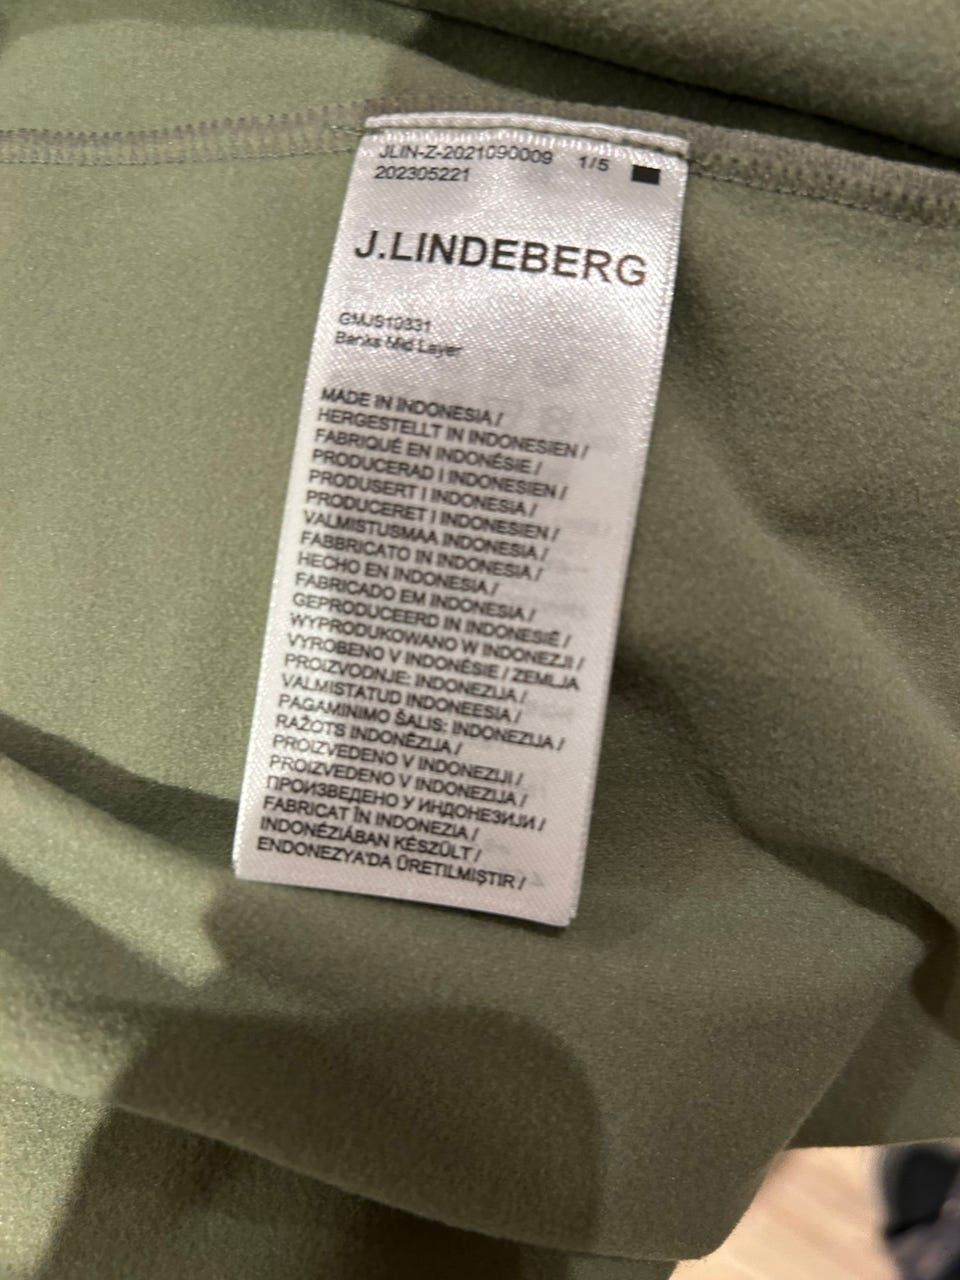 JLIN-Z-2021090009 1/5
202305221
J.LINDEBERG
GMJS10331
Banks Mid Layer
MADE IN INDONESIA /
HERGESTELLT IN INDONESIEN /
FABRIQUÉ EN INDONÉSIE /
PRODUCERAD I INDONESIEN /
PRODUSERT I INDONESIA /
PRODUCERET I INDONESIEN /
VALMISTUSMAA INDONESIA /
FABBRICATO IN INDONESIA /
HECHO EN INDONESIA /
FABRICADO EM INDONESIA /
GEPRODUCEERD IN INDONESIË /
WYPRODUKOWANO W INDONEZJI /
VYROBENO V INDONÉSIE / ZEMLJA
PROIZVODNJE: INDONEZIJA /
VALMISTATUD INDONEESIA /
PAGAMINIMO ŠALIS: INDONEZIJA /
RAŽOTS INDONĒZIJA /
PROIZVEDENO V INDONEZIJI /
PROIZVEDENO V INDONEZIJA /
ПРОИЗВЕДЕНО У ИНДОНЕЗИЈИ /
FABRICAT ÎN INDONEZIA /
INDONÉZIÁBAN KÉSZÜLT /
ENDONEZYA'DA ÜRETILMIŞTIR /